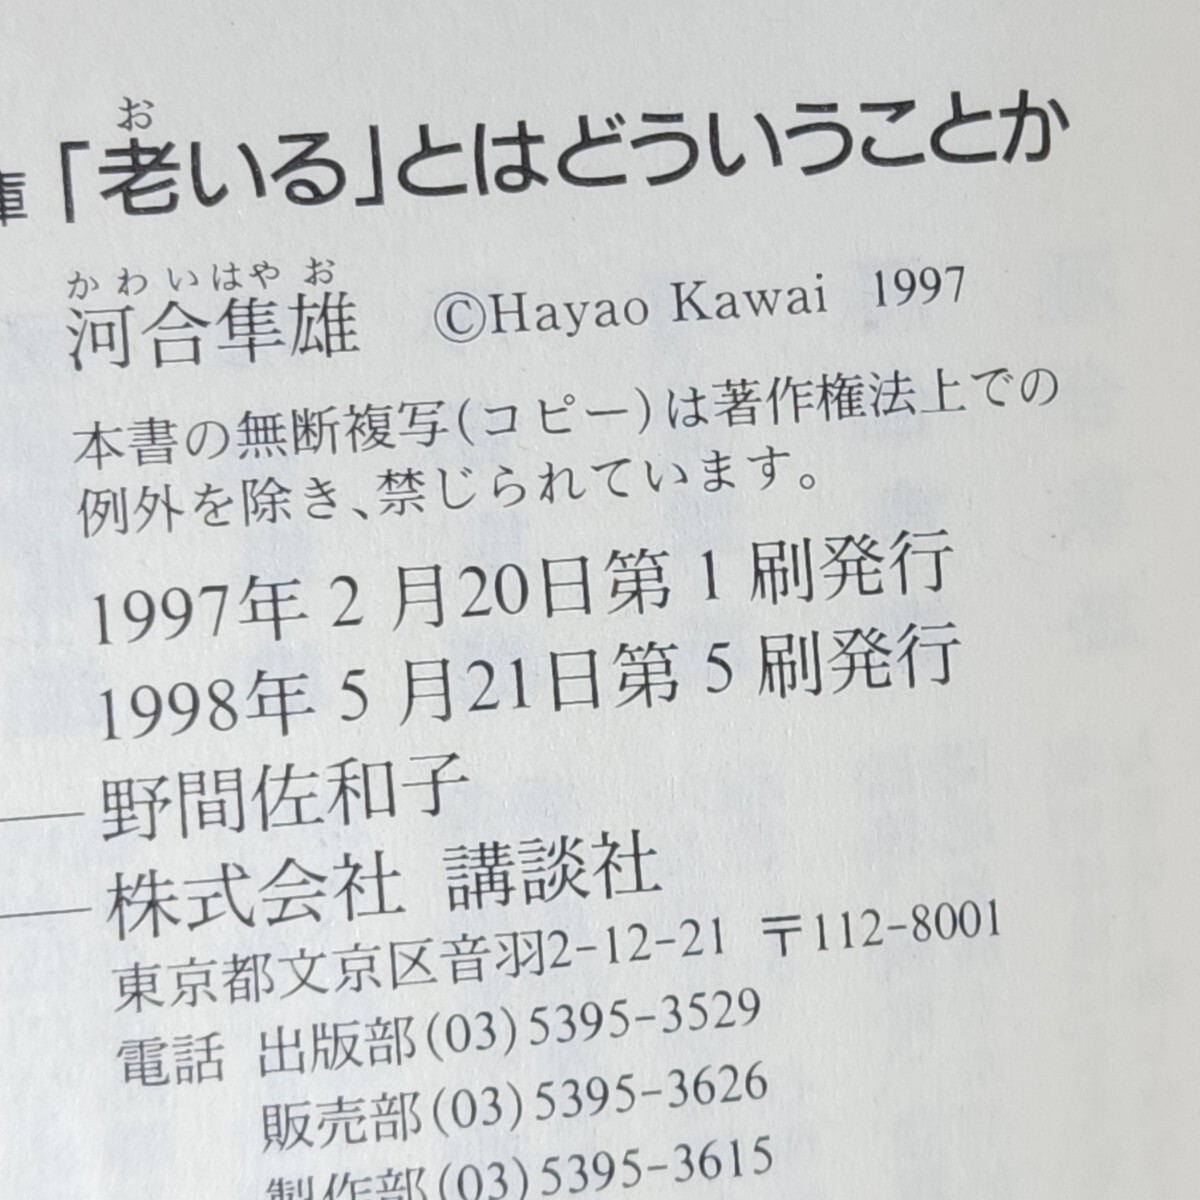 お
庫「老いる」とはどういうことか
かわいはやお
河合隼雄 ©Hayao Kawai 1997
本書の無断複写(コピー)は著作権法上での
例外を除き、禁じられています。
1997年2月20日第1刷発行
1998年5月21日第5刷発行
野間佐和子
株式会社 講談社
東京都文京区音羽2-12-21 〒112-8001
電話 出版部(03)5395-3529
販売部(03)5395-3626
製作部(03)5395-3615